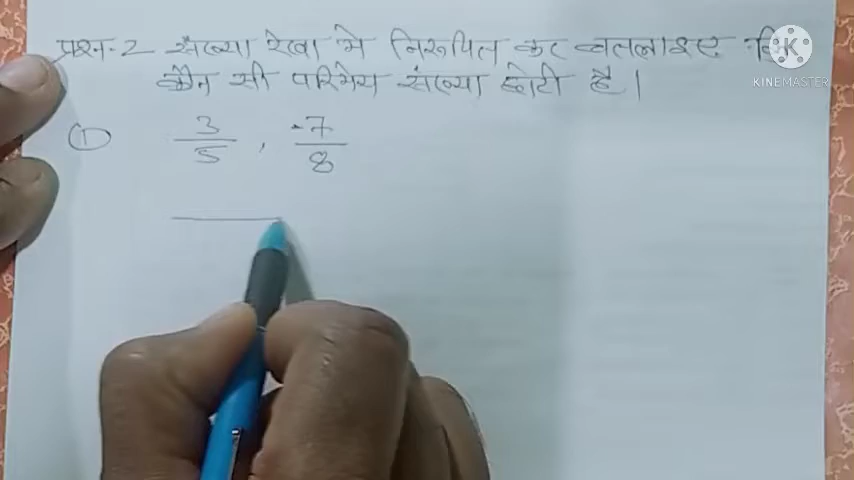 प्रश्न-2 संख्या रेखा मे निरुपित कर बतलाइए कि
कौन सी परिमेय संख्या छोटी है।
KINEMASTER
① 3/5 , -7/8